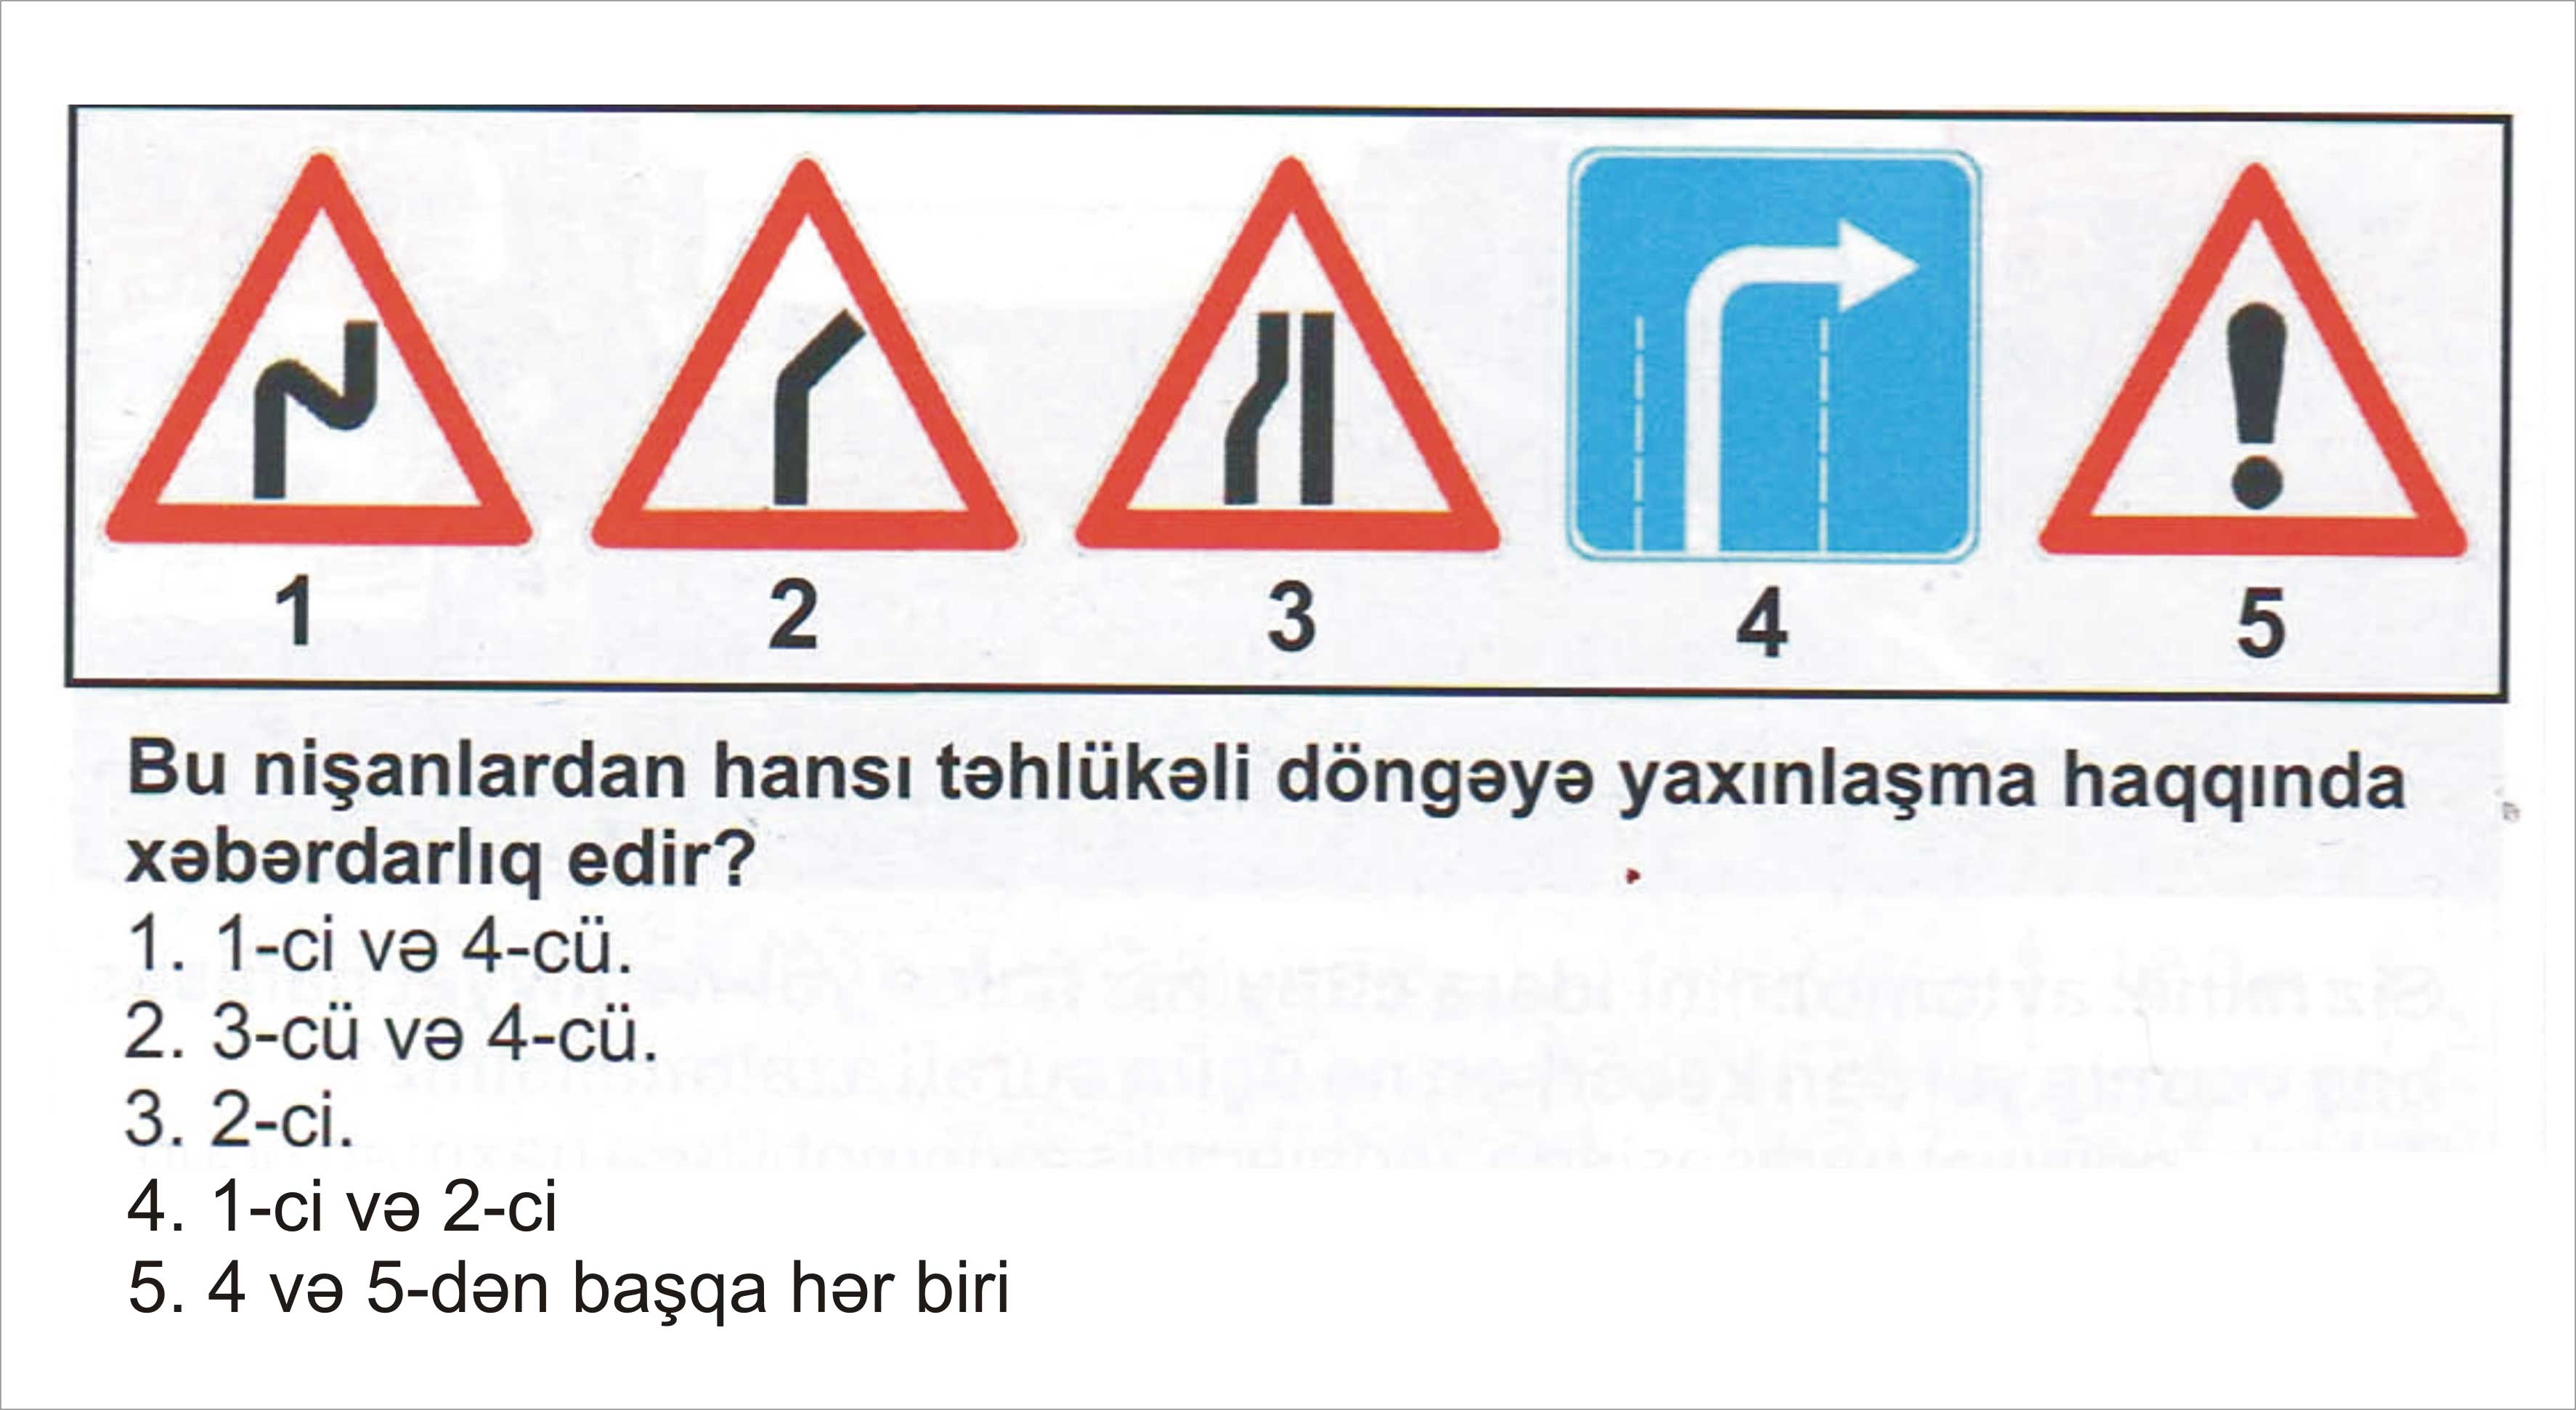 1 2 3 4 5
Bu nişanlardan hansı təhlükəli döngəyə yaxınlaşma haqqında
xəbərdarlıq edir?
1. 1-ci və 4-cü.
2. 3-cü və 4-cü.
3. 2-ci.
4. 1-ci və 2-ci
5. 4 və 5-dən başqa hər biri